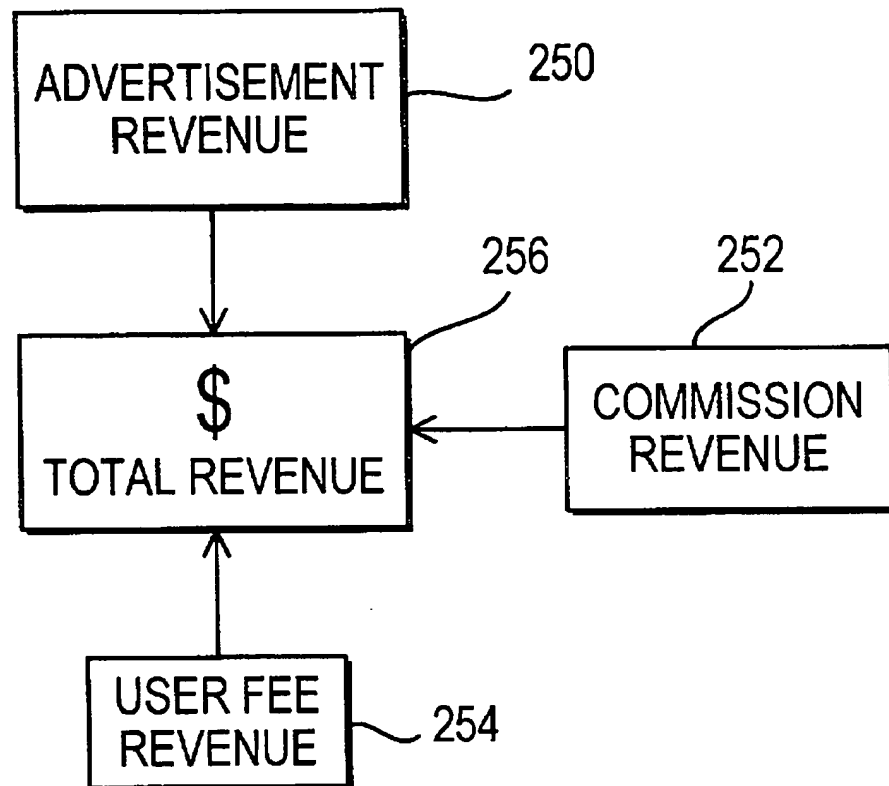 ADVERTISEMENT
REVENUE
250
256
252
$
TOTAL REVENUE
COMMISSION
REVENUE
USER FEE
REVENUE
254